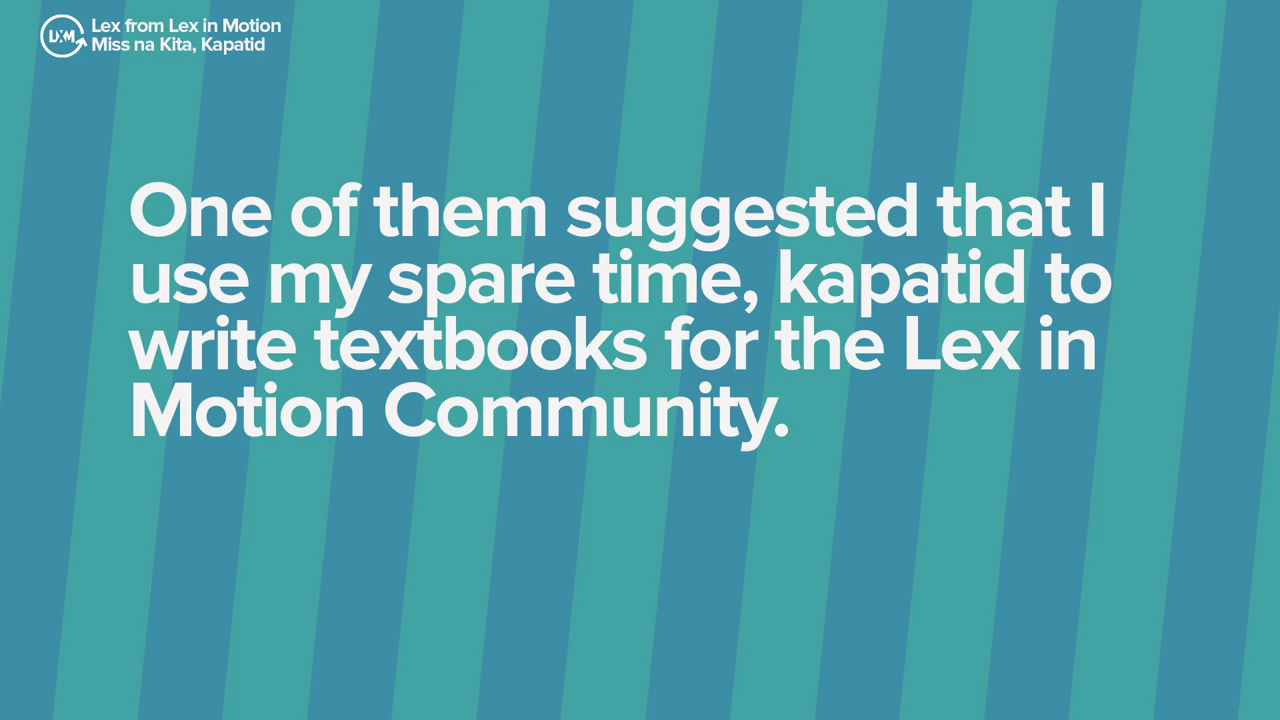 LXM
Lex from Lex in Motion
Miss na Kita, Kapatid
One of them suggested that I
use my spare time, kapatid to
write textbooks for the Lex in
Motion Community.